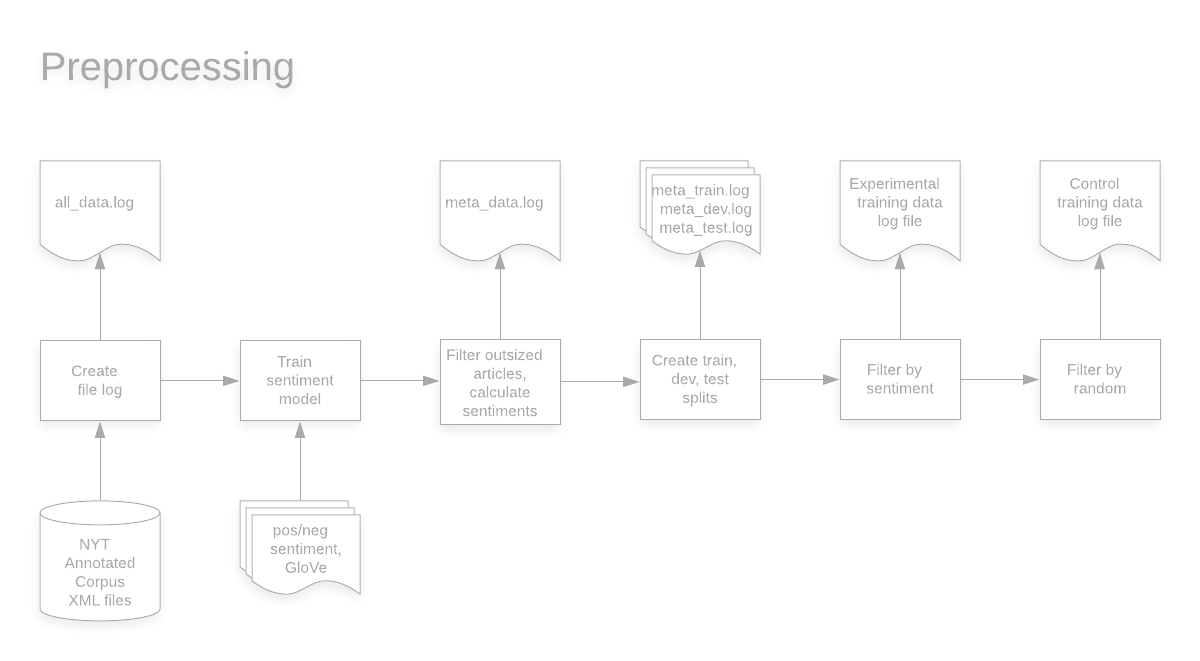 Preprocessing
all_data.log
meta_data.log
meta_train.log
meta_dev.log
meta_test.log
Experimental
training data
log file
Control
training data
log file
Create
file log
Train
sentiment
model
Filter outsized
articles,
calculate
sentiments
Create train,
dev, test
splits
Filter by
sentiment
Filter by
random
NYT
Annotated
Corpus
XML files
pos/neg
sentiment,
GloVe